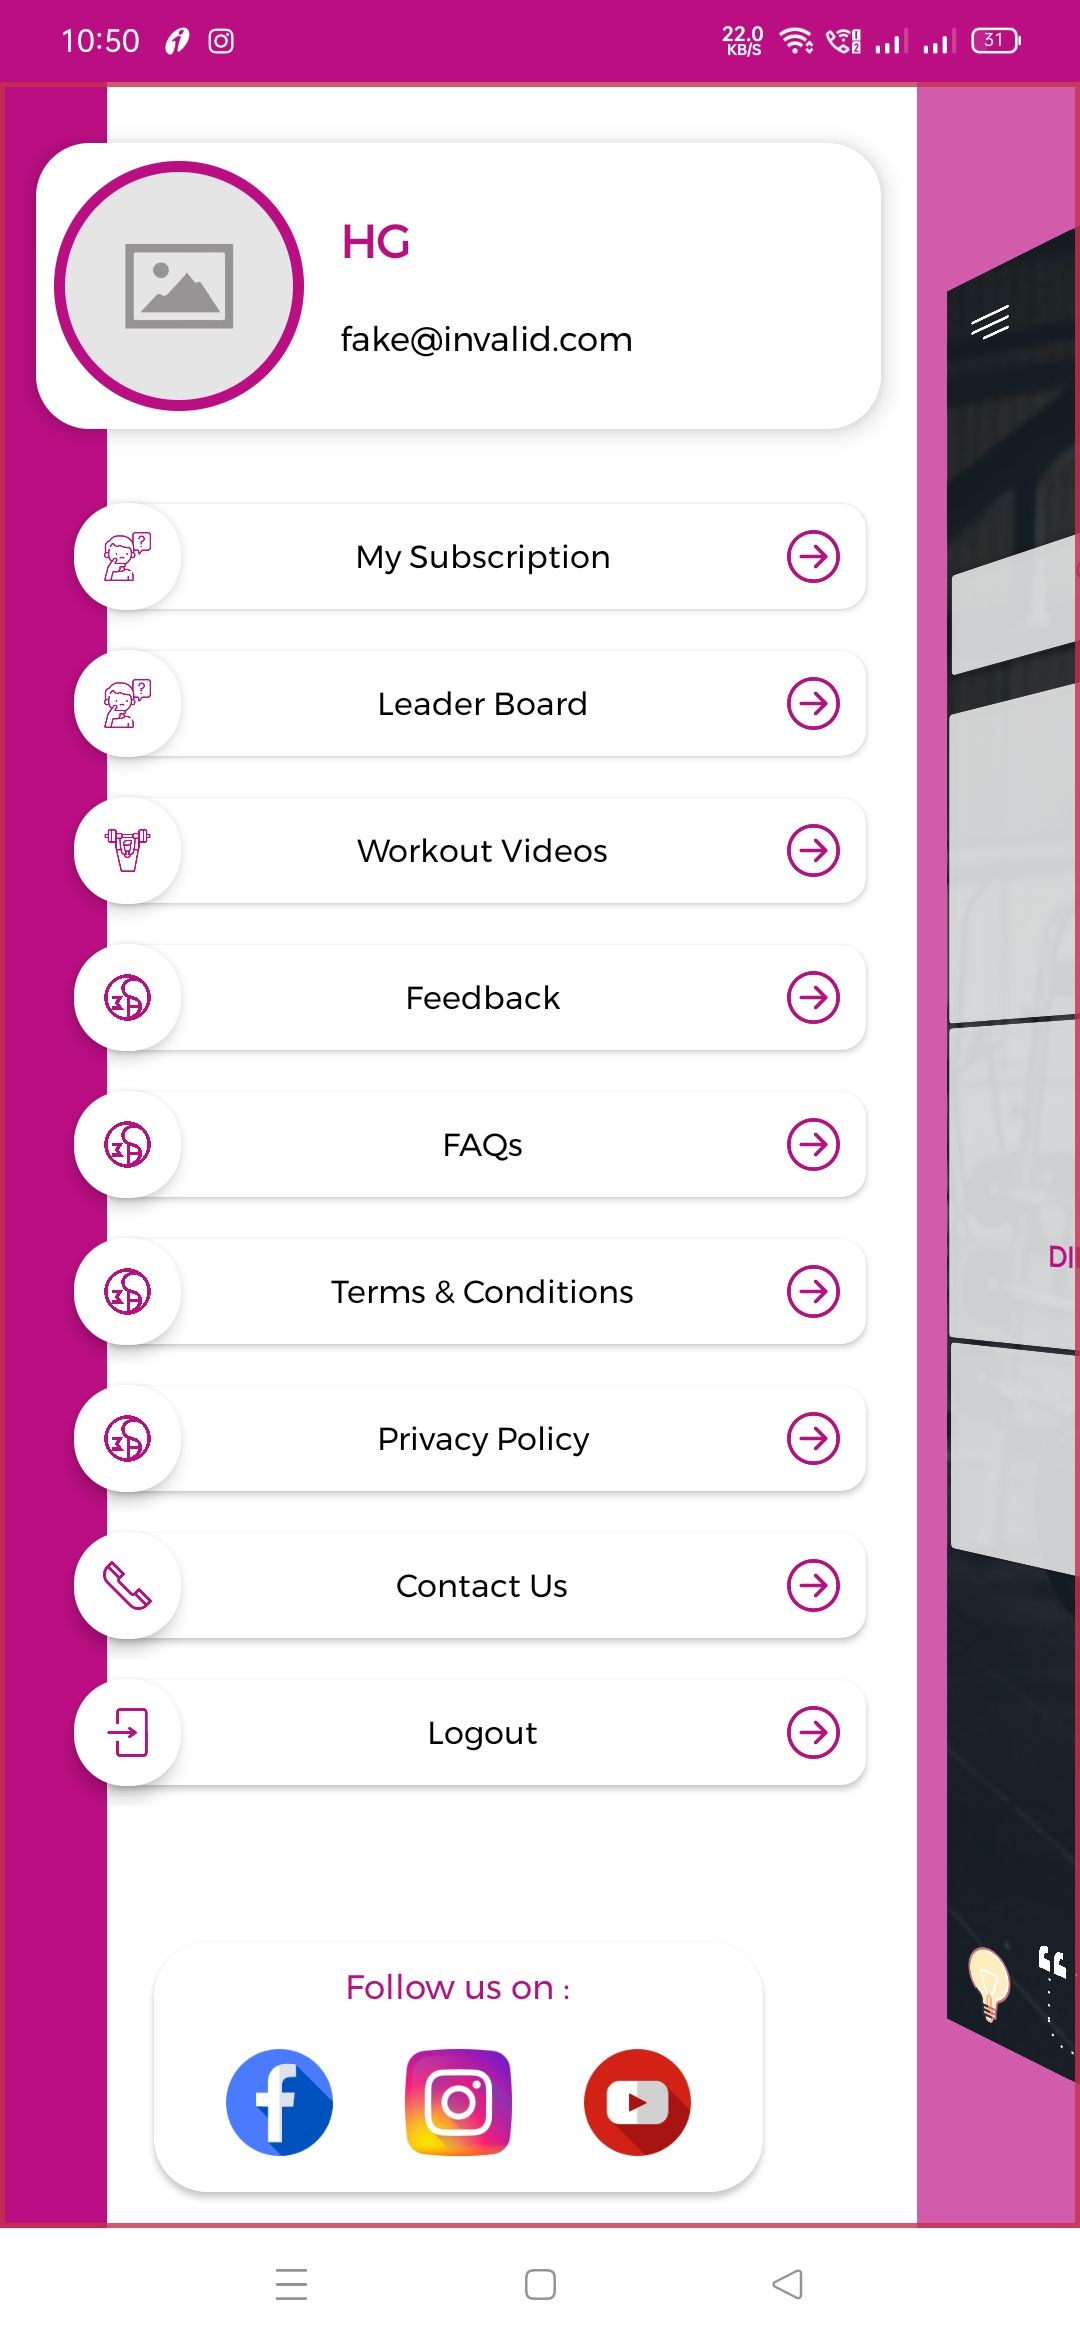 10:50
22.0
KB/S
31
HG
fake@invalid.com
My Subscription
Leader Board
Workout Videos
Feedback
FAQs
Terms & Conditions
DI
Privacy Policy
Contact Us
Logout
Follow us on :